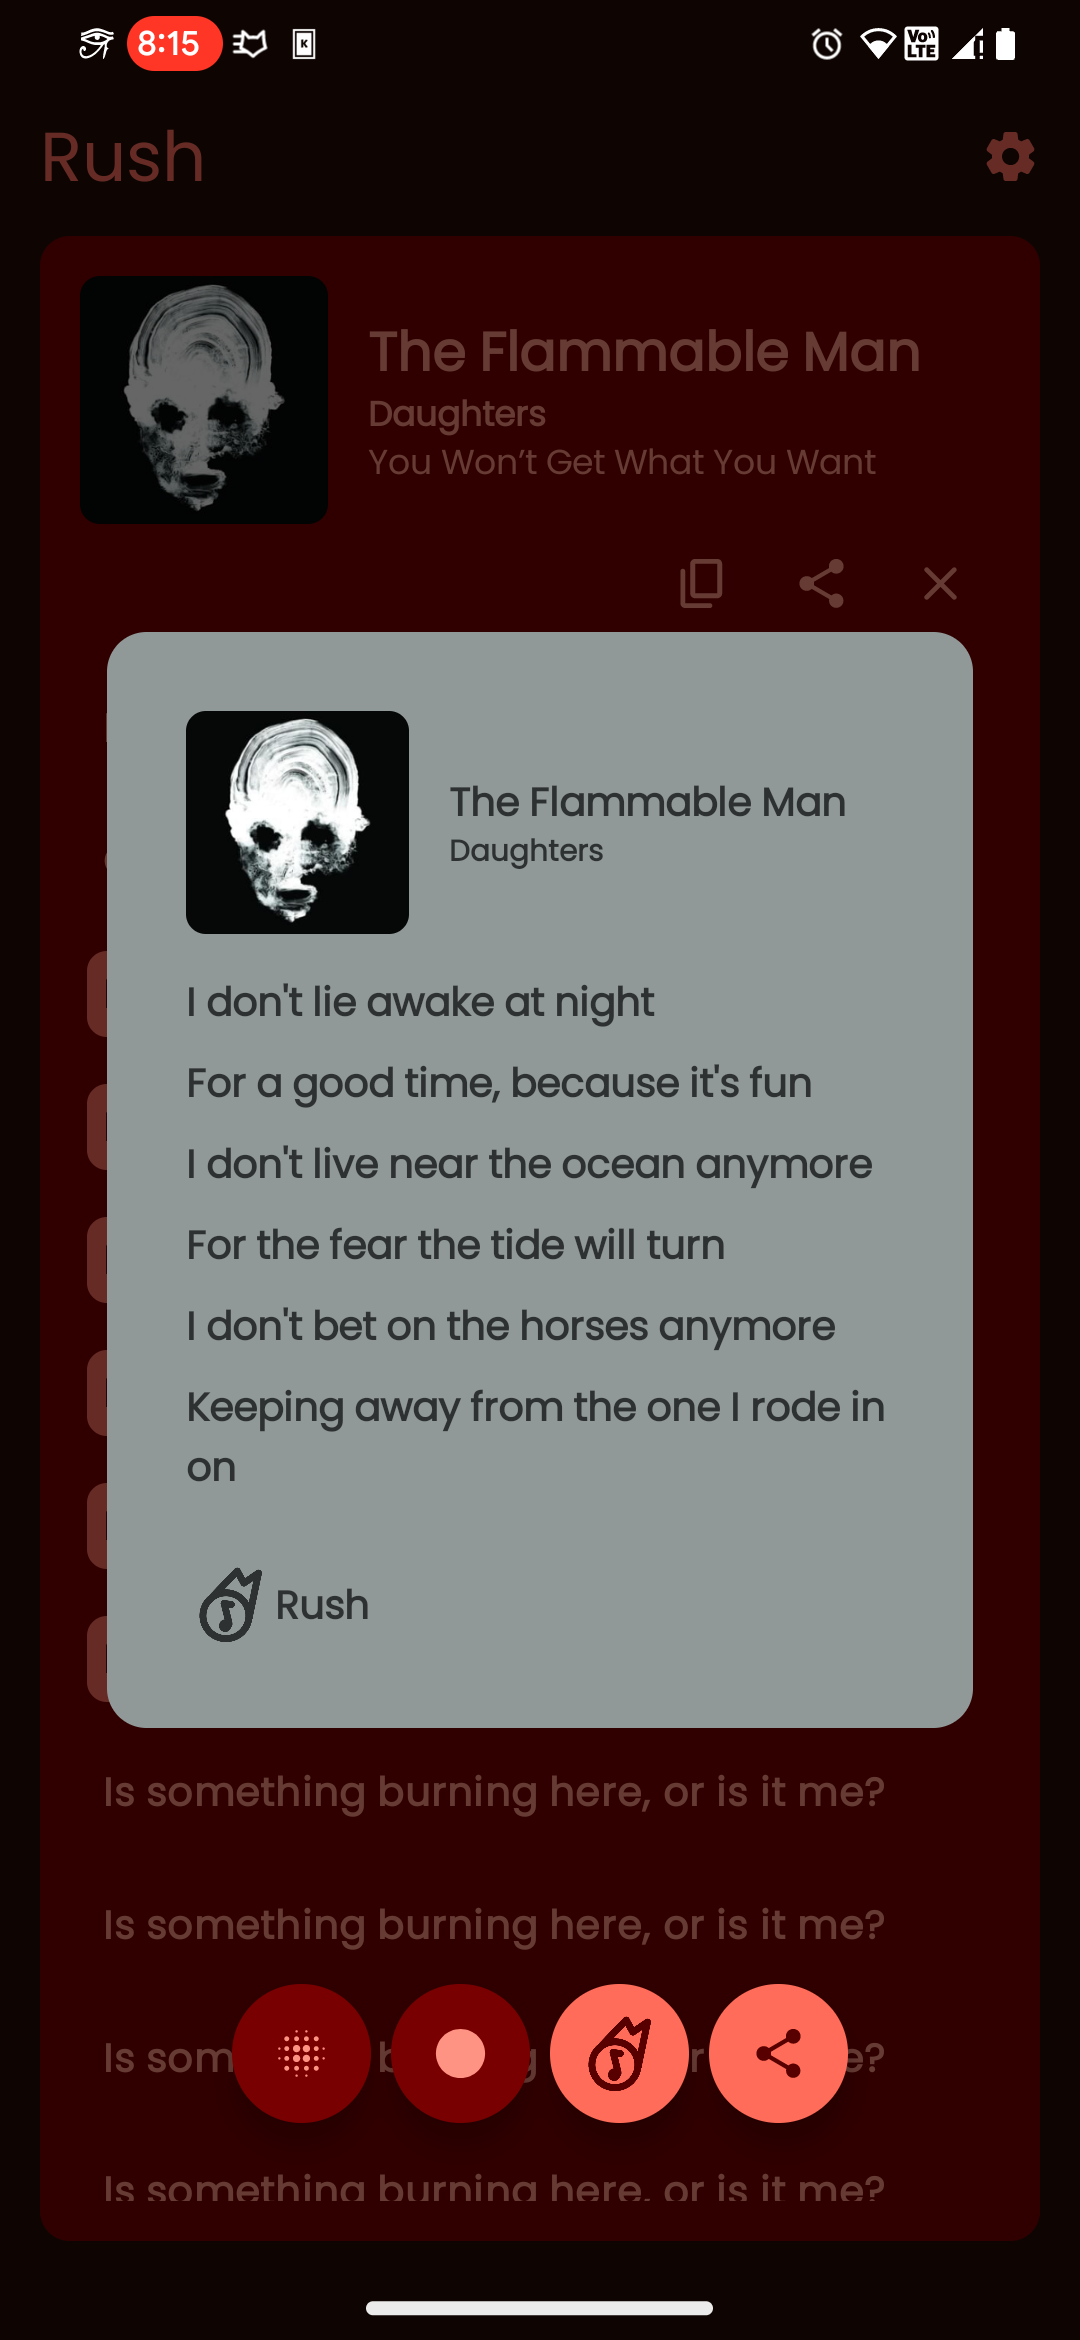 8:15
Rush
The Flammable Man
Daughters
You Won’t Get What You Want
The Flammable Man
Daughters
I don't lie awake at night
For a good time, because it's fun
I don't live near the ocean anymore
For the fear the tide will turn
I don't bet on the horses anymore
Keeping away from the one I rode in
on
Rush
Is something burning here, or is it me?
Is something burning here, or is it me?
Is som
Is something burning here, or is it me?